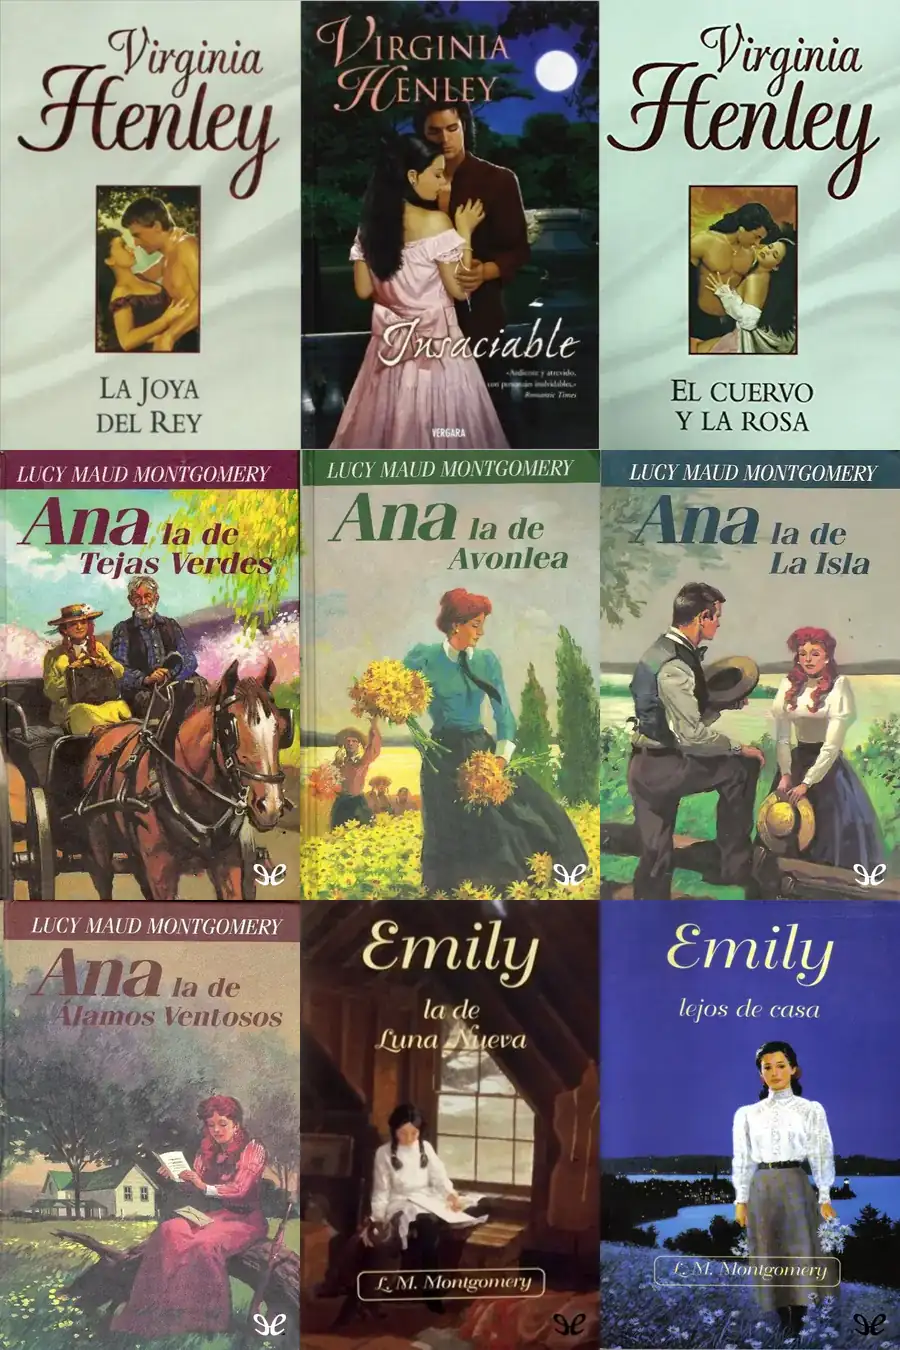 Virginia
Henley
LA JOYA
DEL REY
VIRGINIA
HENLEY
Insaciable
«Ardiente y atrevido,
con personajes inolvidables.»
Romantic Times
VERGARA
Virginia
Henley
EL CUERVO
Y LA ROSA
LUCY MAUD MONTGOMERY
Ana la de
Tejas Verdes
LUCY MAUD MONTGOMERY
Ana la de
Avonlea
LUCY MAUD MONTGOMERY
Ana la de
La Isla
LUCY MAUD MONTGOMERY
Ana la de
Álamos Ventosos
Emily
la de
Luna Nueva
L. M. Montgomery
Emily
lejos de casa
L. M. Montgomery